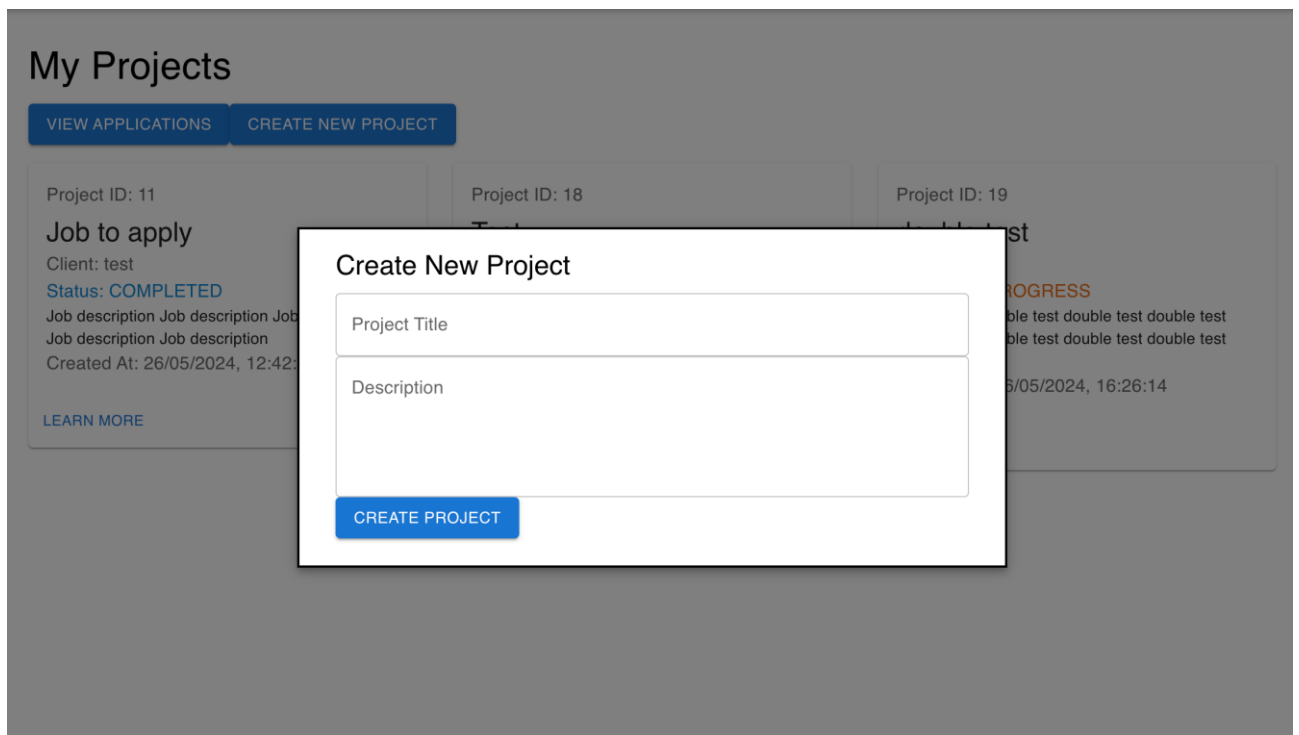 My Projects
VIEW APPLICATIONS CREATE NEW PROJECT
Project ID: 11
Job to apply
Client: test
Status: COMPLETED
Job description Job description Job
Job description Job description
Created At: 26/05/2024, 12:42:
LEARN MORE
Project ID: 18
Project ID: 19
Create New Project
Project Title
Description
CREATE PROJECT
ble test double test double test
ble test double test double test
/05/2024, 16:26:14